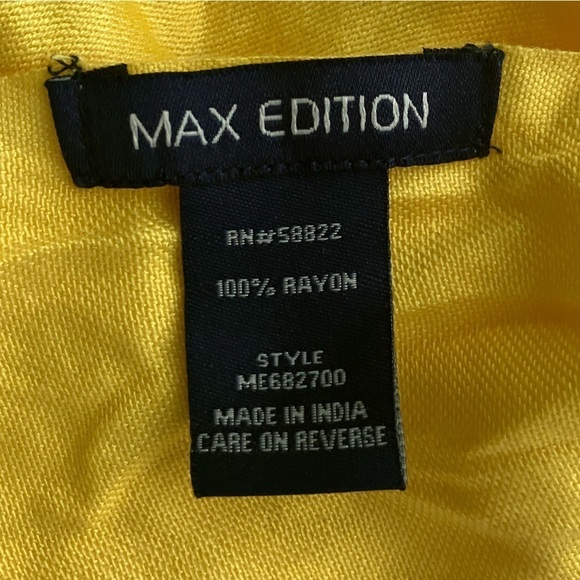 MAX EDITION
RN#58822
100% RAYON
STYLE
ME682700
MADE IN INDIA
CARE ON REVERSE